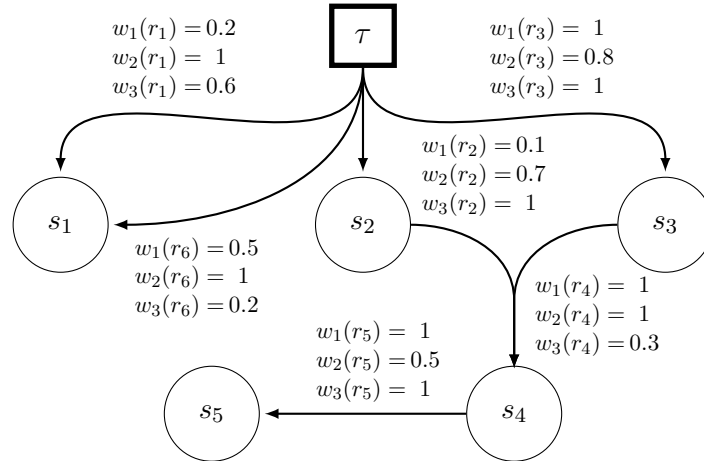 w₁(r₁) = 0.2
w₂(r₁) = 1
w₃(r₁) = 0.6
τ
w₁(r₃) = 1
w₂(r₃) = 0.8
w₃(r₃) = 1
w₁(r₂) = 0.1
w₂(r₂) = 0.7
w₃(r₂) = 1
s₁
s₂
s₃
w₁(r₆) = 0.5
w₂(r₆) = 1
w₃(r₆) = 0.2
w₁(r₄) = 1
w₂(r₄) = 1
w₃(r₄) = 0.3
w₁(r₅) = 1
w₂(r₅) = 0.5
w₃(r₅) = 1
s₅
s₄